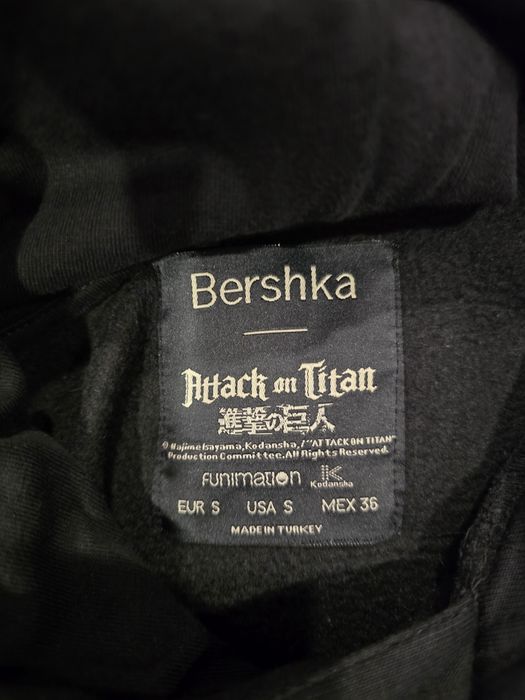 Bershka
Attack on Titan
進撃の巨人
© Hajime Isayama, Kodansha, /"ATTACK ON TITAN"
Production Committee. All Rights Reserved.
FUNIMATION
K
Kodansha
EUR S USA S MEX 36
MADE IN TURKEY